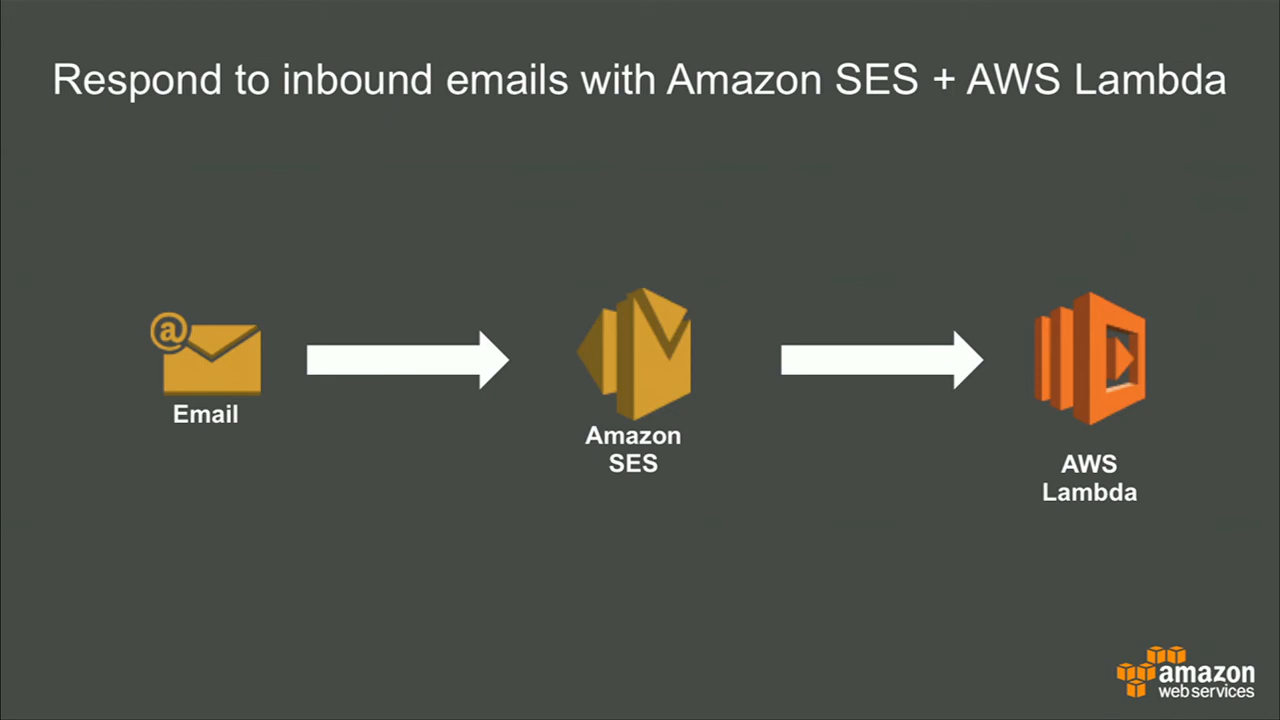 Respond to inbound emails with Amazon SES + AWS Lambda
@
Email
Amazon
SES
AWS
Lambda
amazon
web services